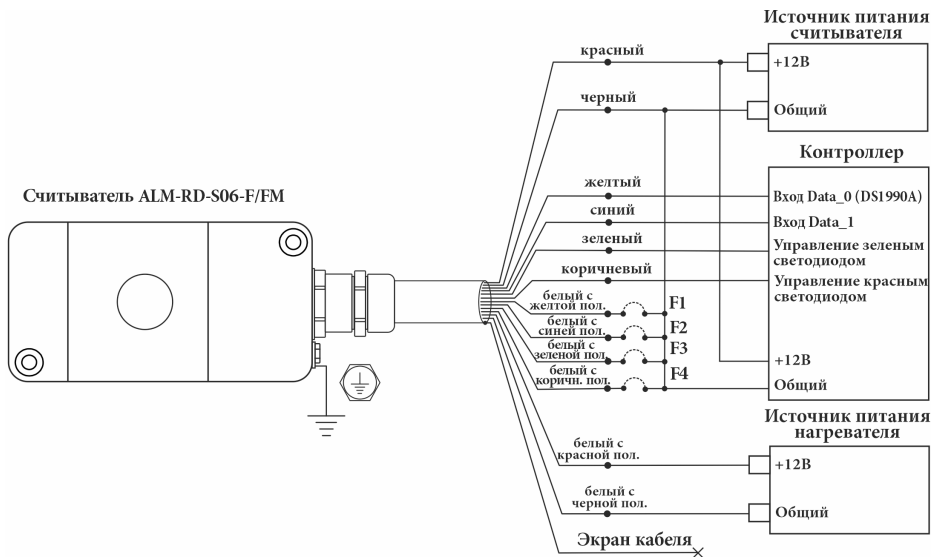 Источник питания
считывателя
красный
+12В
черный
Общий
Контроллер
Считыватель ALM-RD-S06-F/FM
желтый
Вход Data_0 (DS1990A)
синий
Вход Data_1
зеленый
Управление зеленым
светодиодом
коричневый
Управление красным
светодиодом
белый с
желтой пол.
F1
белый с
синей пол.
F2
белый с
зеленой пол.
F3
белый с
коричн. пол.
F4
+12В
Общий
Источник питания
нагревателя
белый с
красной пол.
+12В
белый с
черной пол.
Общий
Экран кабеля